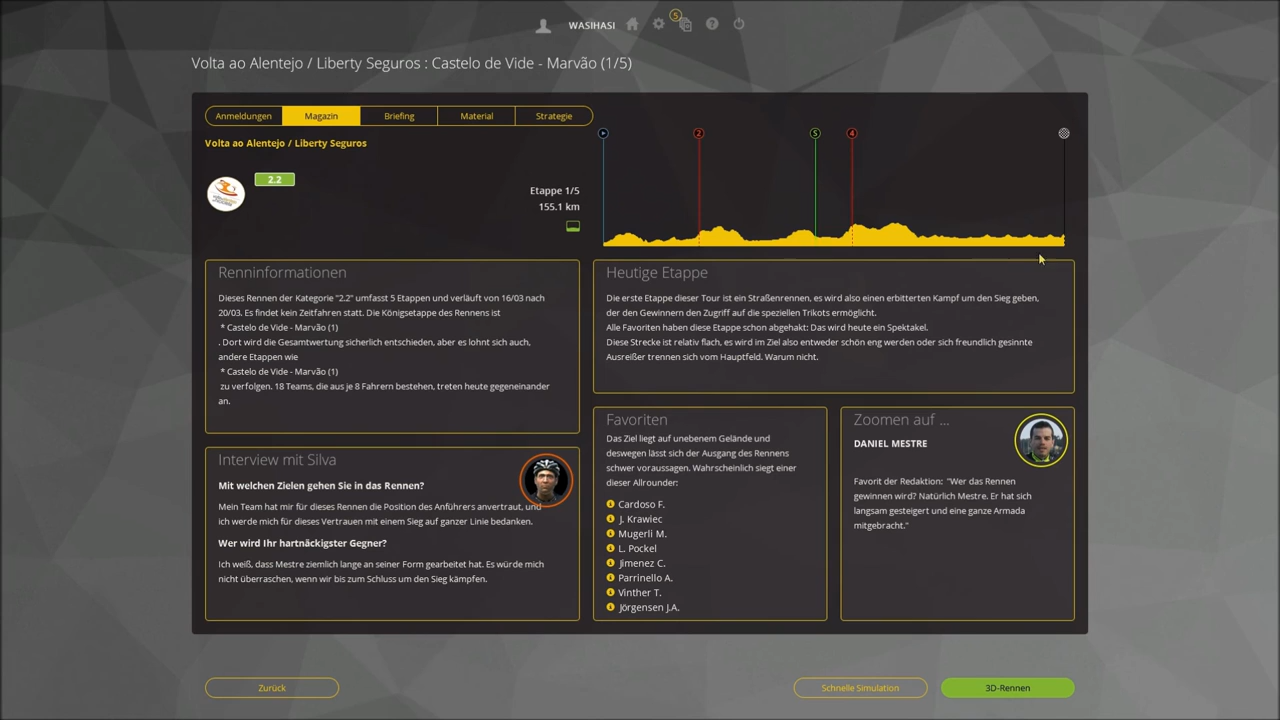 WASIHASI
5
Volta ao Alentejo / Liberty Seguros : Castelo de Vide - Marvão (1/5)
Anmeldungen Magazin Briefing Material Strategie
Volta ao Alentejo / Liberty Seguros
2.2
Etappe 1/5
155.1 km
2 S 4
Renninformationen
Dieses Rennen der Kategorie "2.2" umfasst 5 Etappen und verläuft von 16/03 nach
20/03. Es findet kein Zeitfahren statt. Die Königsetappe des Rennens ist
* Castelo de Vide - Marvão (1)
. Dort wird die Gesamtwertung sicherlich entschieden, aber es lohnt sich auch,
andere Etappen wie
* Castelo de Vide - Marvão (1)
zu verfolgen. 18 Teams, die aus je 8 Fahrern bestehen, treten heute gegeneinander
an.
Heutige Etappe
Die erste Etappe dieser Tour ist ein Straßenrennen, es wird also einen erbitterten Kampf um den Sieg geben,
der den Gewinnern den Zugriff auf die speziellen Trikots ermöglicht.
Alle Favoriten haben diese Etappe schon abgehakt: Das wird heute ein Spektakel.
Diese Strecke ist relativ flach, es wird im Ziel also entweder schön eng werden oder sich freundlich gesinnte
Ausreißer trennen sich vom Hauptfeld. Warum nicht.
Interview mit Silva
Mit welchen Zielen gehen Sie in das Rennen?
Mein Team hat mir für dieses Rennen die Position des Anführers anvertraut, und
ich werde mich für dieses Vertrauen mit einem Sieg auf ganzer Linie bedanken.
Wer wird Ihr hartnäckigster Gegner?
Ich weiß, dass Mestre ziemlich lange an seiner Form gearbeitet hat. Es würde mich
nicht überraschen, wenn wir bis zum Schluss um den Sieg kämpfen.
Favoriten
Das Ziel liegt auf unebenem Gelände und
deswegen lässt sich der Ausgang des Rennens
schwer voraussagen. Wahrscheinlich siegt einer
dieser Allrounder:
Cardoso F.
J. Krawiec
Mugerli M.
L. Pockel
Jimenez C.
Parrinello A.
Vinther T.
Jörgensen J.A.
Zoomen auf ...
DANIEL MESTRE
Favorit der Redaktion: "Wer das Rennen
gewinnen wird? Natürlich Mestre. Er hat sich
langsam gesteigert und eine ganze Armada
mitgebracht."
Zurück
Schnelle Simulation
3D-Rennen